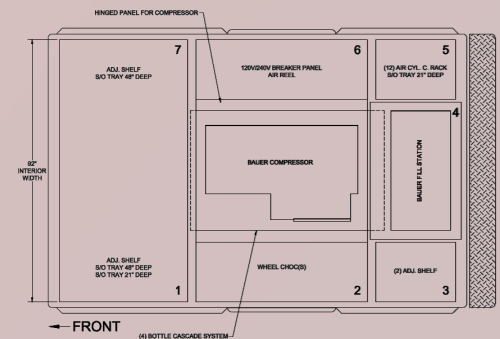 HINGED PANEL FOR COMPRESSOR
7
6
5
ADJ. SHELF
S/O TRAY 48" DEEP
120V/240V BREAKER PANEL
AIR REEL
(12) AIR CYL. C. RACK
S/O TRAY 21" DEEP
4
92"
INTERIOR
WIDTH
BAUER COMPRESSOR
BAUER FILL STATION
ADJ. SHELF
S/O TRAY 48" DEEP
S/O TRAY 21" DEEP
WHEEL CHOC(S)
(2) ADJ. SHELF
1
2
3
FRONT
(4) BOTTLE CASCADE SYSTEM